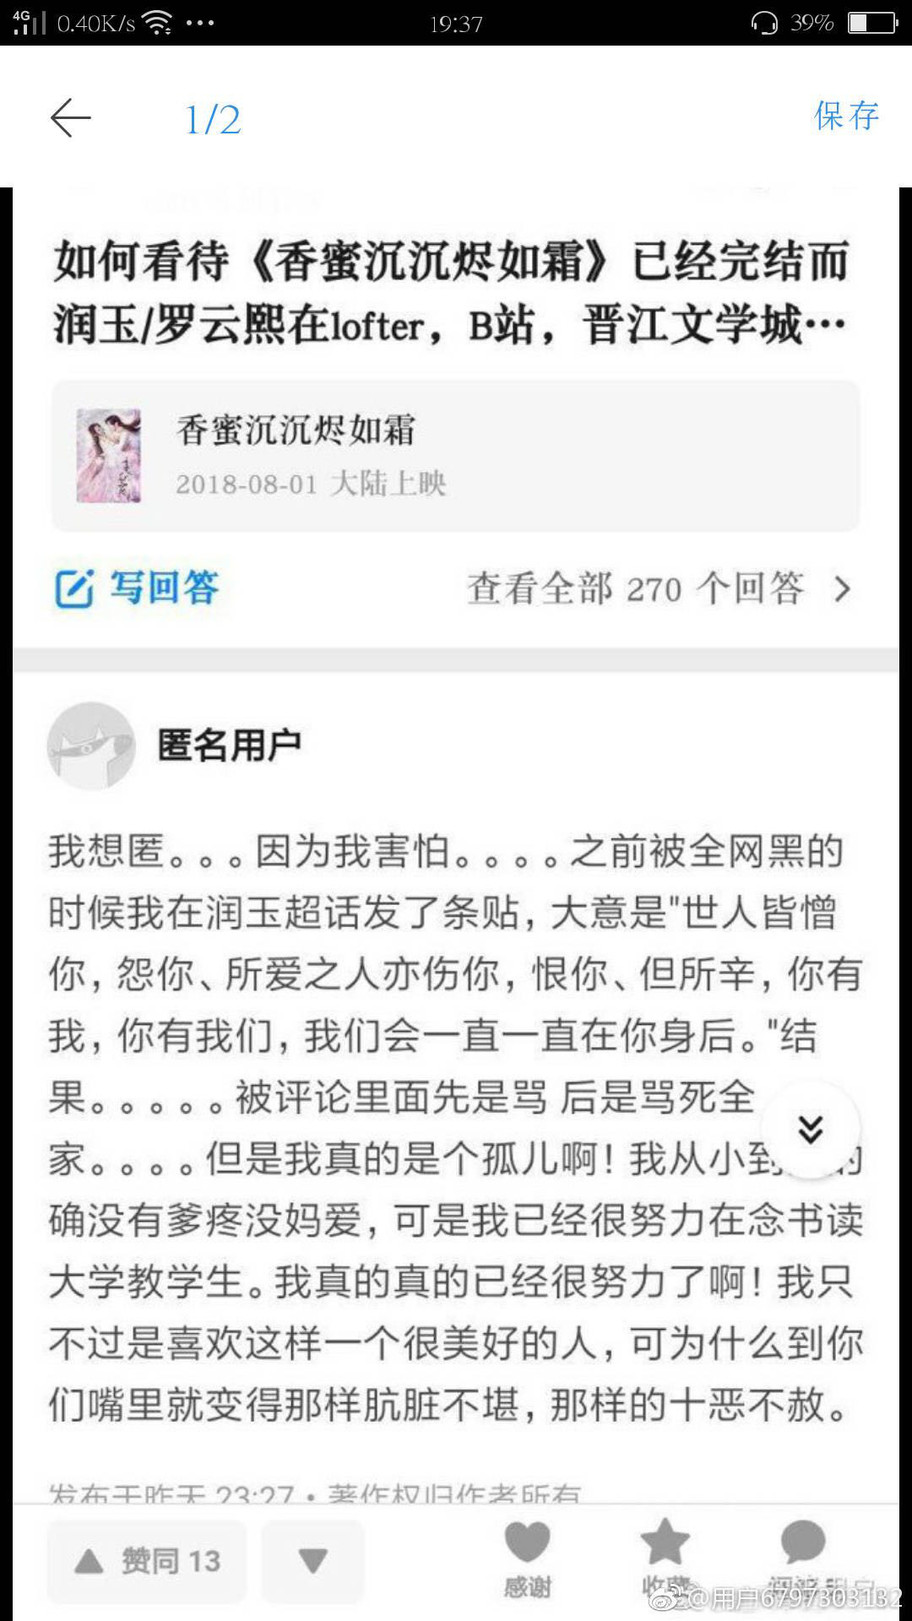 4G 0.40K/s 19:37 39%
1/2 保存
如何看待《香蜜沉沉烬如霜》已经完结而
润玉/罗云熙在lofter，B站，晋江文学城…
香蜜沉沉烬如霜
2018-08-01 大陆上映
写回答 查看全部 270 个回答
匿名用户
我想匿。。。因为我害怕。。。。之前被全网黑的
时候我在润玉超话发了条贴，大意是"世人皆憎
你，怨你、所爱之人亦伤你，恨你、但所辛，你有
我，你有我们，我们会一直一直在你身后。"结
果。。。。。被评论里面先是骂 后是骂死全
家。。。。但是我真的是个孤儿啊！我从小到的
确没有爹疼没妈爱，可是我已经很努力在念书读
大学教学生。我真的真的已经很努力了啊！我只
不过是喜欢这样一个很美好的人，可为什么到你
们嘴里就变得那样肮脏不堪，那样的十恶不赦。
发布于昨天 23:27・著作权归作者所有
赞同 13
感谢 收藏
@用户6797303132